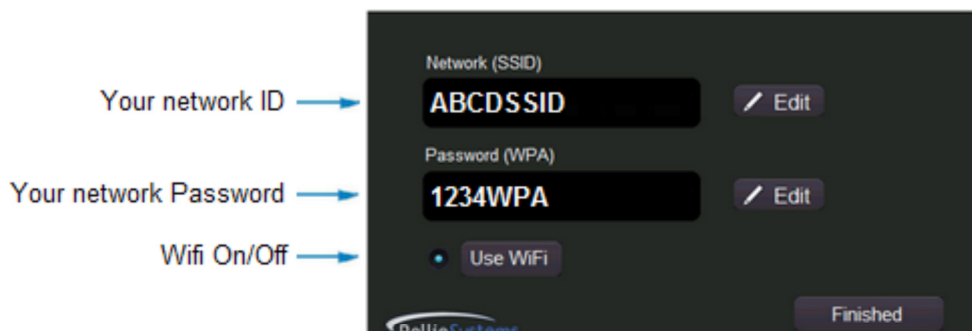 Network (SSID)
Your network ID
ABCDSSID
Edit
Password (WPA)
Your network Password
1234WPA
Edit
Wifi On/Off
Use WiFi
Finished